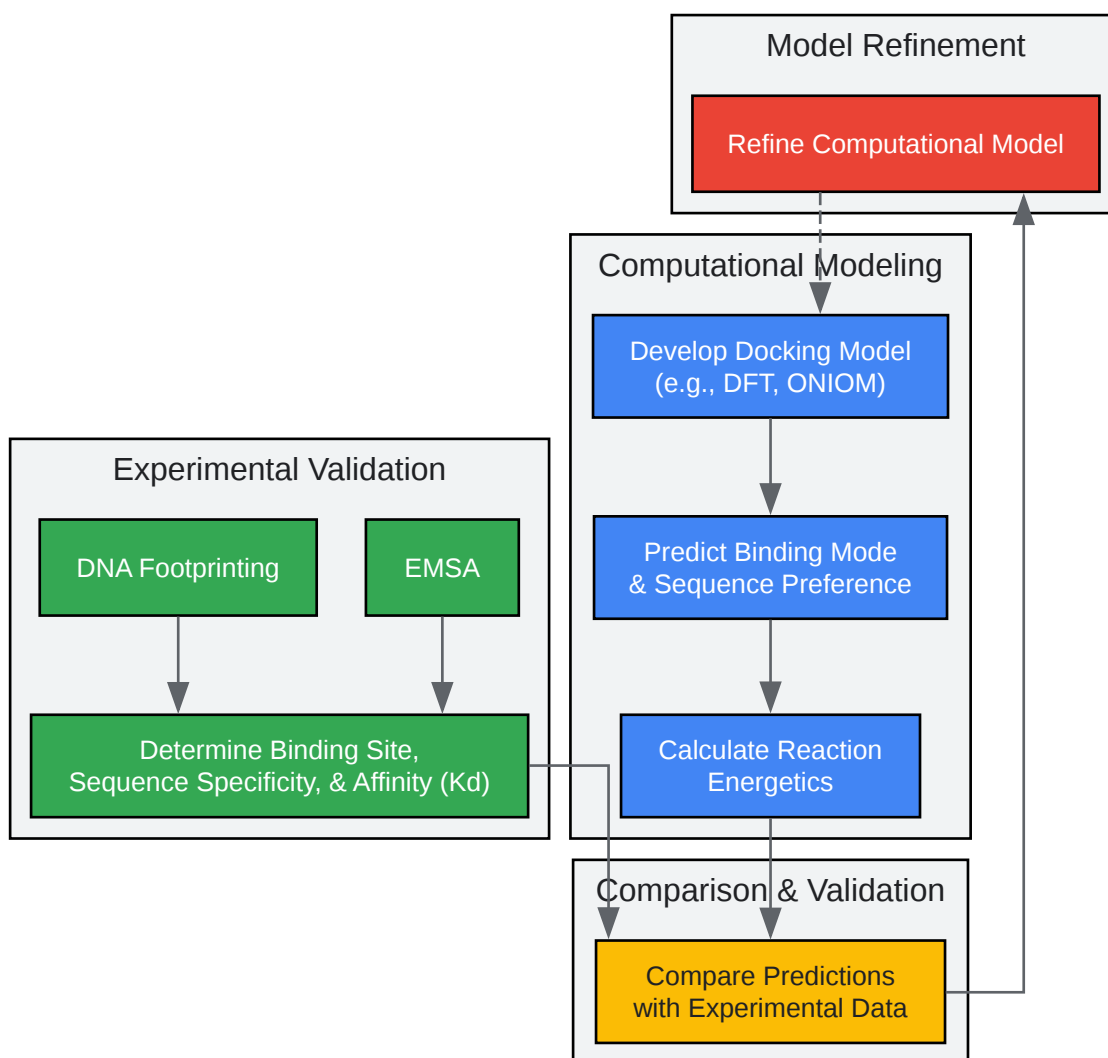 Model Refinement
Refine Computational Model
Computational Modeling
Develop Docking Model
(e.g., DFT, ONIOM)
Experimental Validation
DNA Footprinting
EMSA
Predict Binding Mode
& Sequence Preference
Determine Binding Site,
Sequence Specificity, & Affinity (Kd)
Calculate Reaction
Energetics
Comparison & Validation
Compare Predictions
with Experimental Data